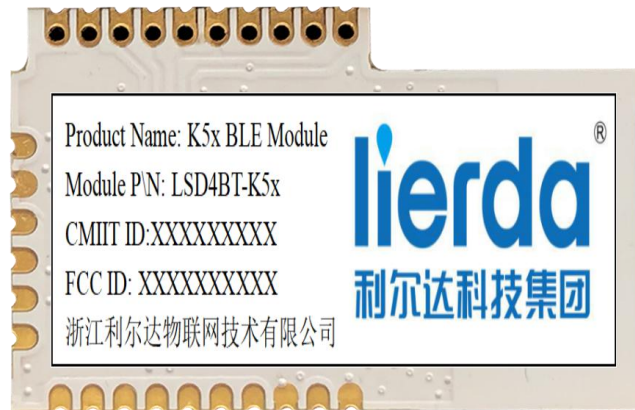 Product Name: K5x BLE Module
Module P\N: LSD4BT-K5x
CMIIT ID:XXXXXXXXX
FCC ID: XXXXXXXXXX
浙江利尔达物联网技术有限公司
lierda®
利尔达科技集团